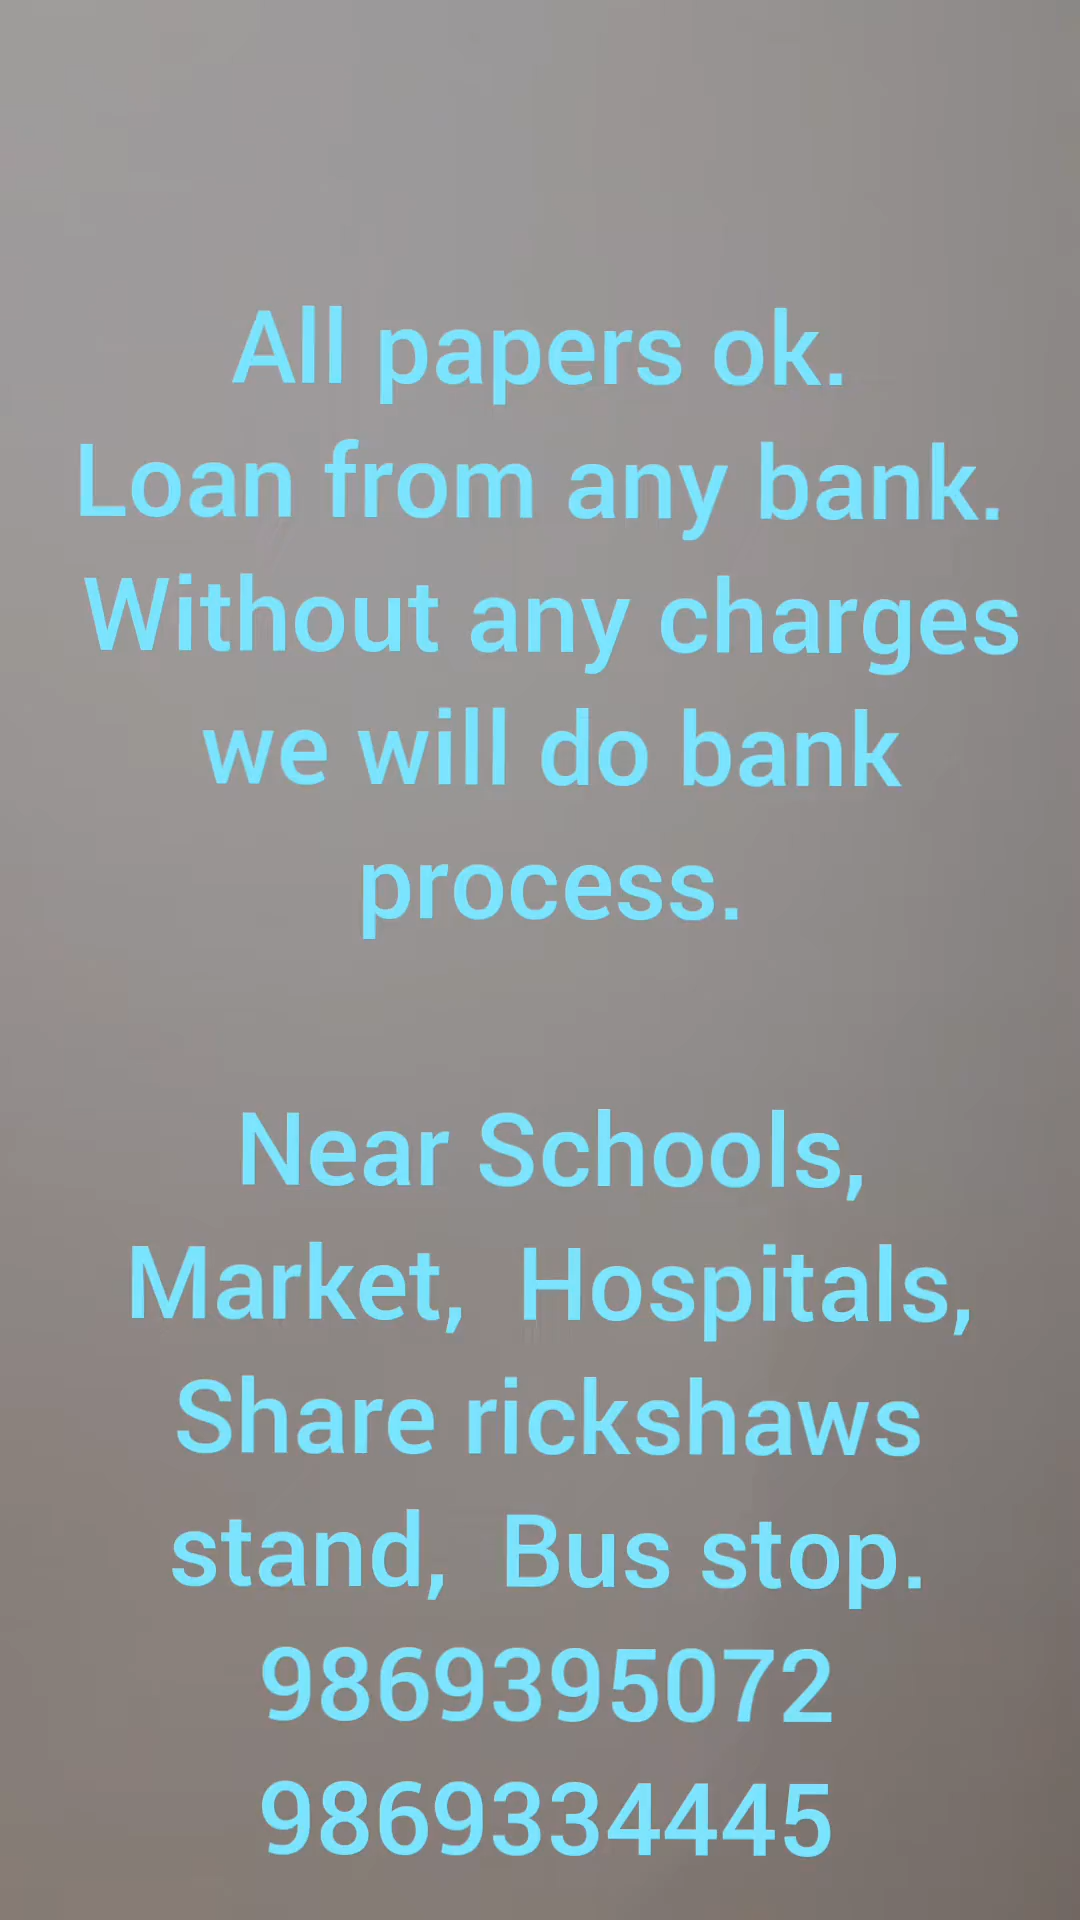 All papers ok.
Loan from any bank.
Without any charges
we will do bank
process.
Near Schools,
Market, Hospitals,
Share rickshaws
stand, Bus stop.
9869395072
9869334445